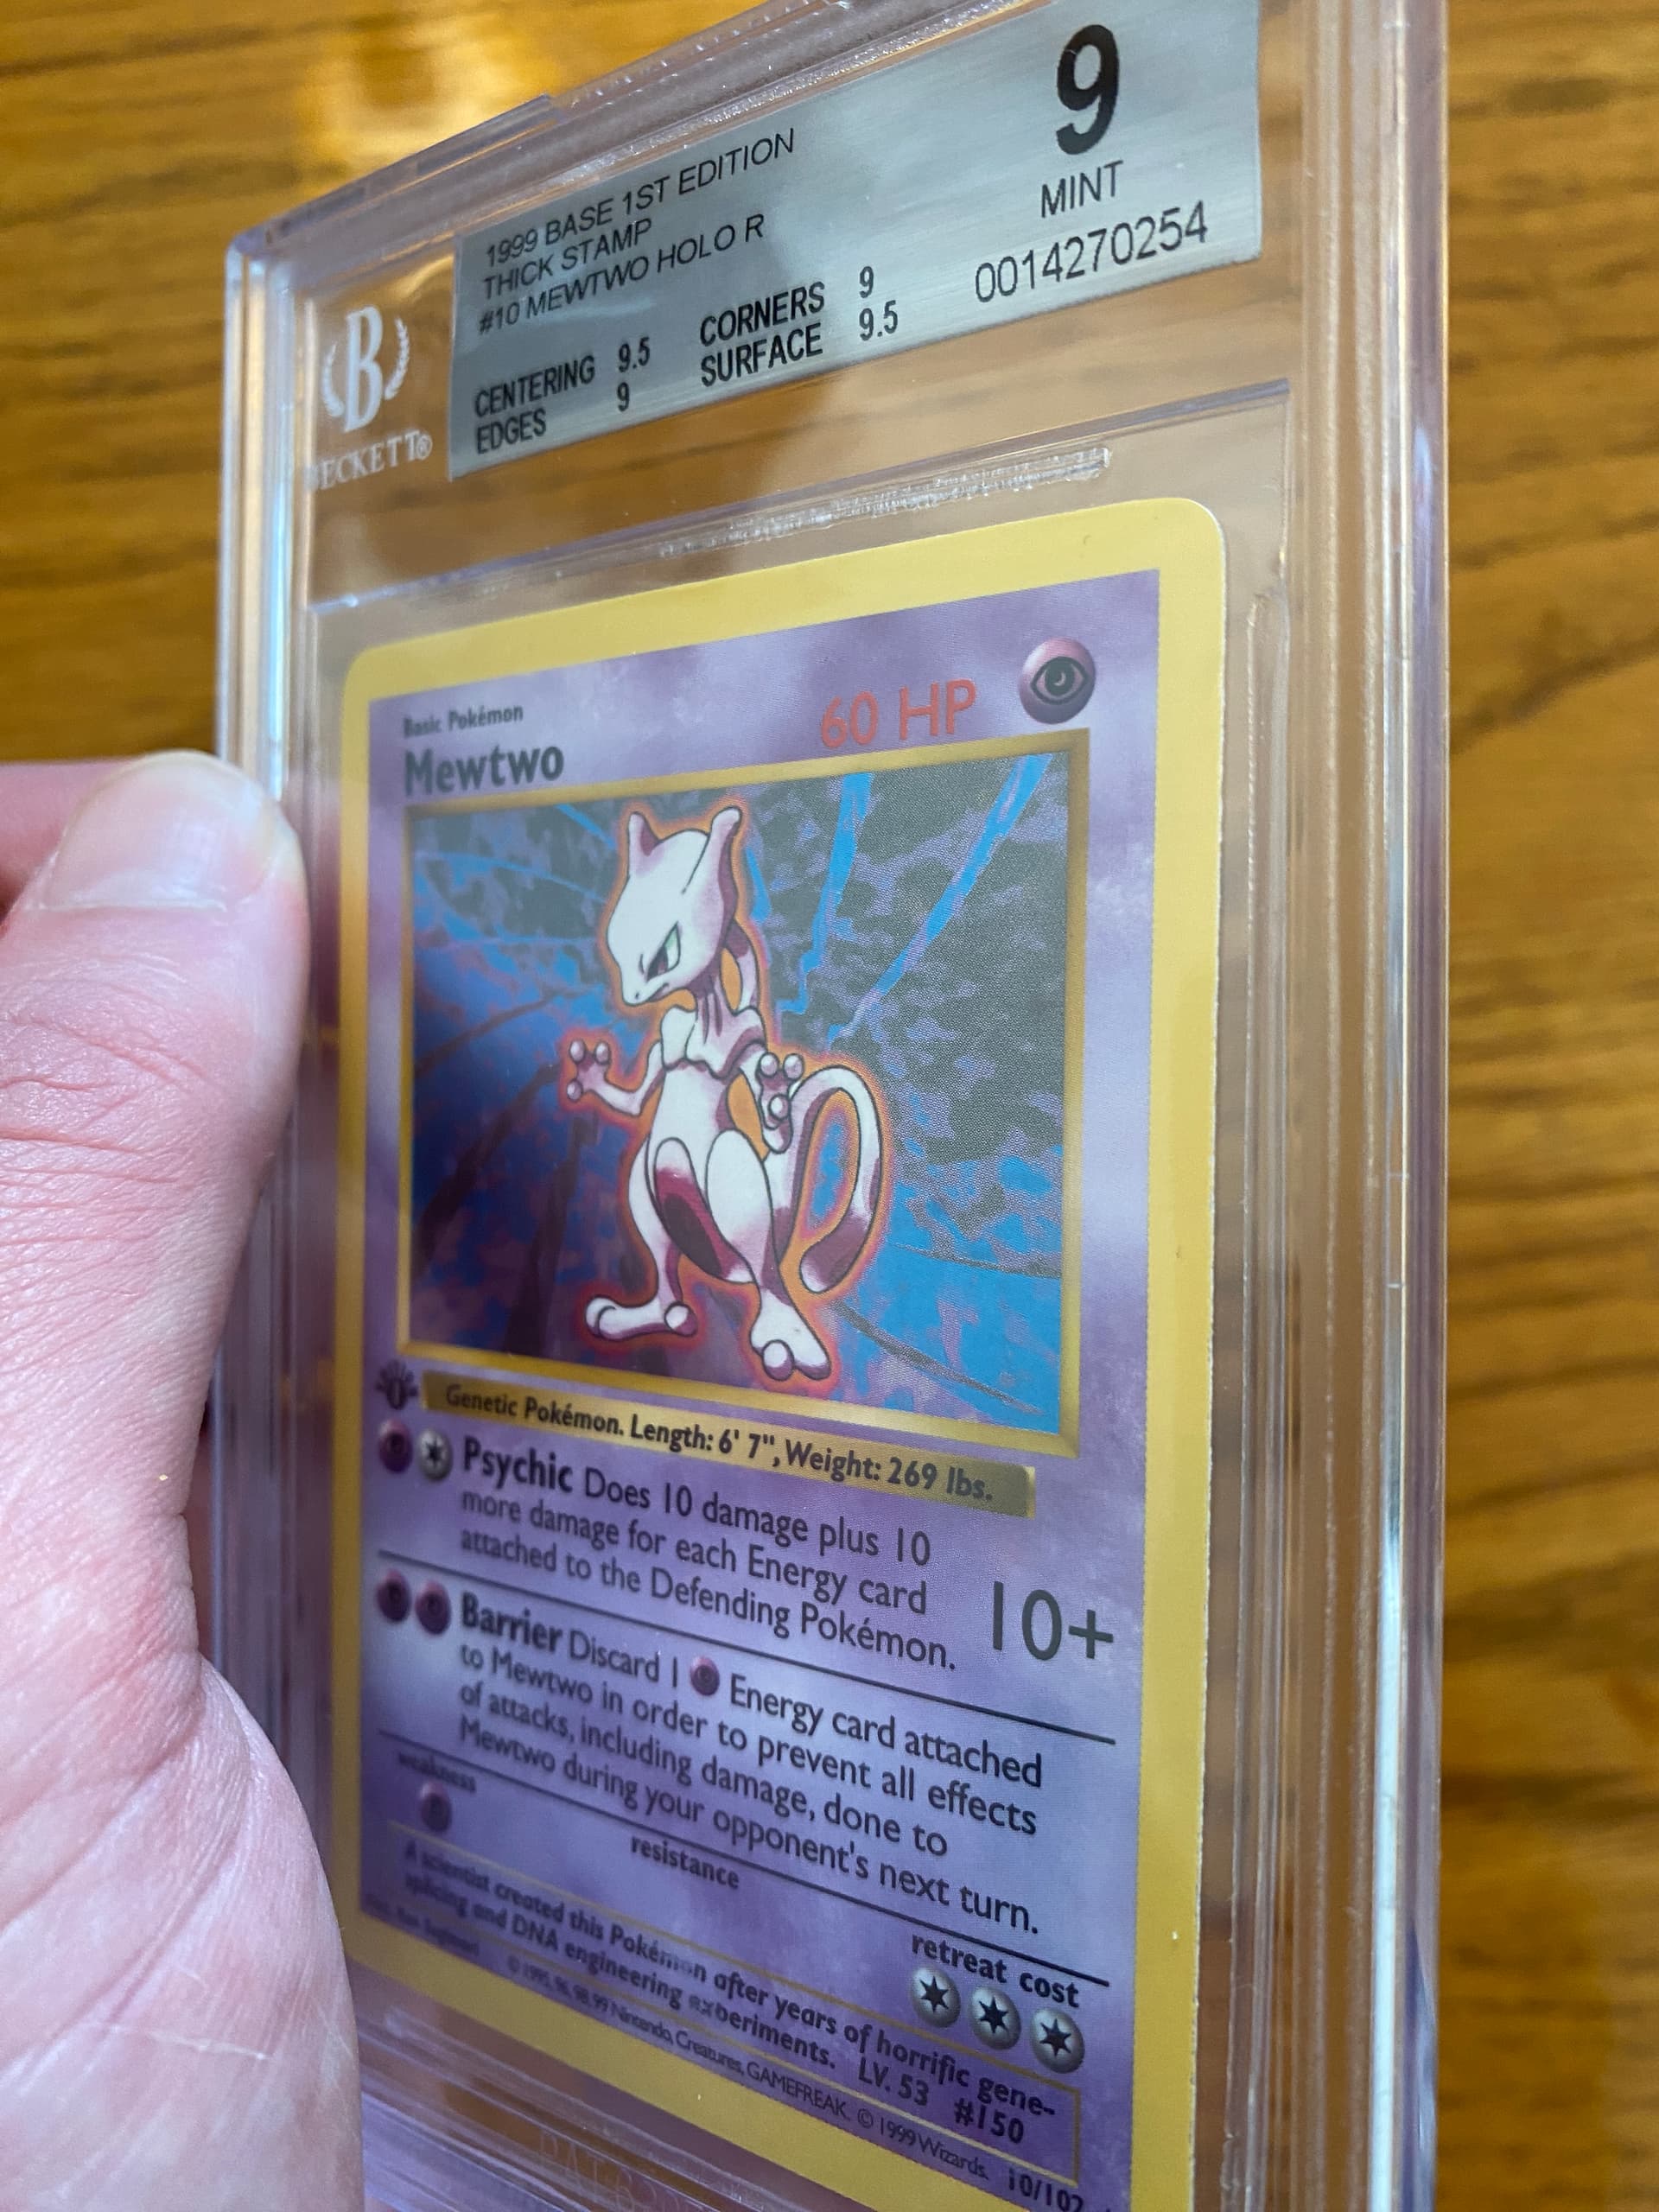 1999 BASE 1ST EDITION
THICK STAMP
#10 MEWTWO HOLO R
CENTERING 9.5 CORNERS 9
EDGES 9 SURFACE 9.5
9
MINT
0014270254
B
BECKETT®
Basic Pokémon
Mewtwo 60 HP
1
Genetic Pokémon. Length: 6' 7", Weight: 269 lbs.
Psychic Does 10 damage plus 10
more damage for each Energy card
attached to the Defending Pokémon.
10+
Barrier Discard 1 Energy card attached
to Mewtwo in order to prevent all effects
of attacks, including damage, done to
Mewtwo during your opponent's next turn.
weakness
resistance
retreat cost
A scientist created this Pokémon after years of horrific gene-
splicing and DNA engineering experiments. LV. 53 #150
© 1995, 96, 98, 99 Nintendo, Creatures, GAMEFREAK. © 1999 Wizards. 10/102